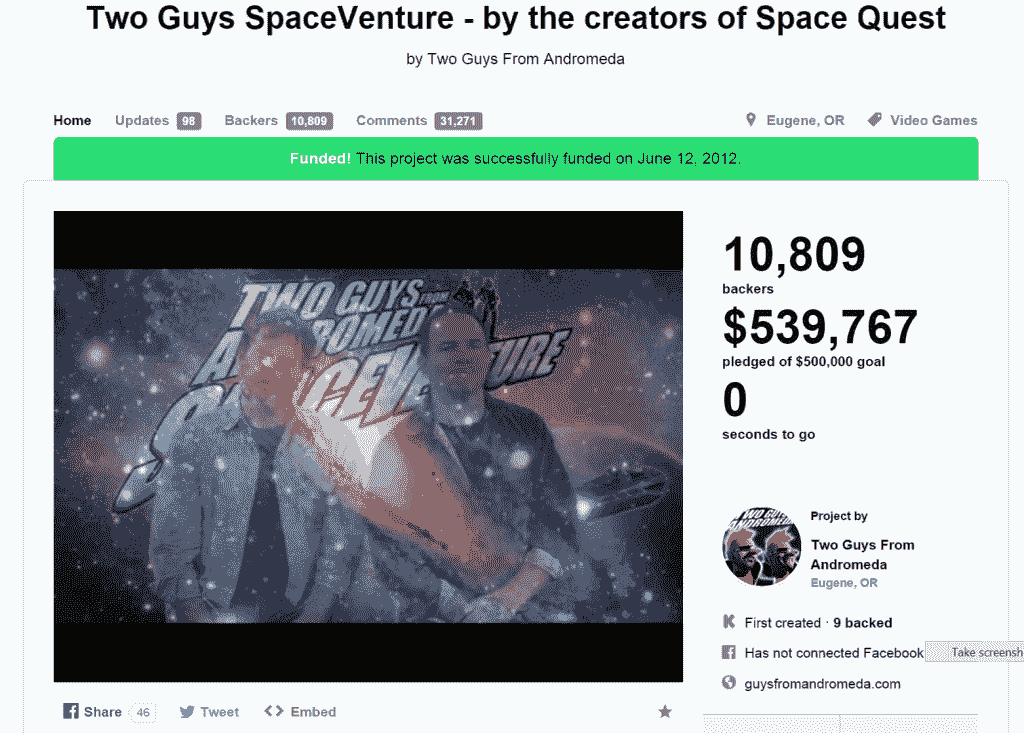 Two Guys SpaceVenture - by the creators of Space Quest
by Two Guys From Andromeda
Home Updates 98 Backers 10,809 Comments 31,271 Eugene, OR Video Games
Funded! This project was successfully funded on June 12, 2012.
TWO GUYS from
10,809
backers
$539,767
pledged of $500,000 goal
0
seconds to go
TWO GUYS
ANDROMEDA
Project by
Two Guys From
Andromeda
Eugene, OR
First created · 9 backed
Has not connected Facebook
Take screensh
guysfromandromeda.com
Share 46 Tweet Embed